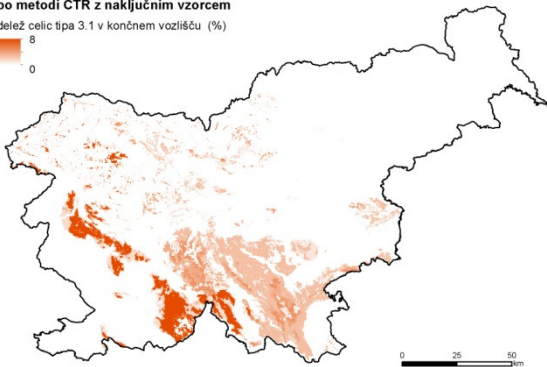 po metodi CTR z naključnim vzorcem
delež celic tipa 3.1 v končnem vozlišču (%)
8
0
0 25 50
km